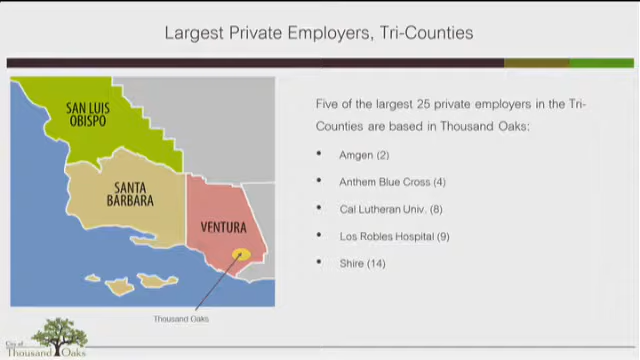 Largest Private Employers, Tri-Counties
SAN LUIS
OBISPO
SANTA
BARBARA
VENTURA
Thousand Oaks
Five of the largest 25 private employers in the Tri-
Counties are based in Thousand Oaks:
• Amgen (2)
• Anthem Blue Cross (4)
• Cal Lutheran Univ. (8)
• Los Robles Hospital (9)
• Shire (14)
City of
Thousand Oaks